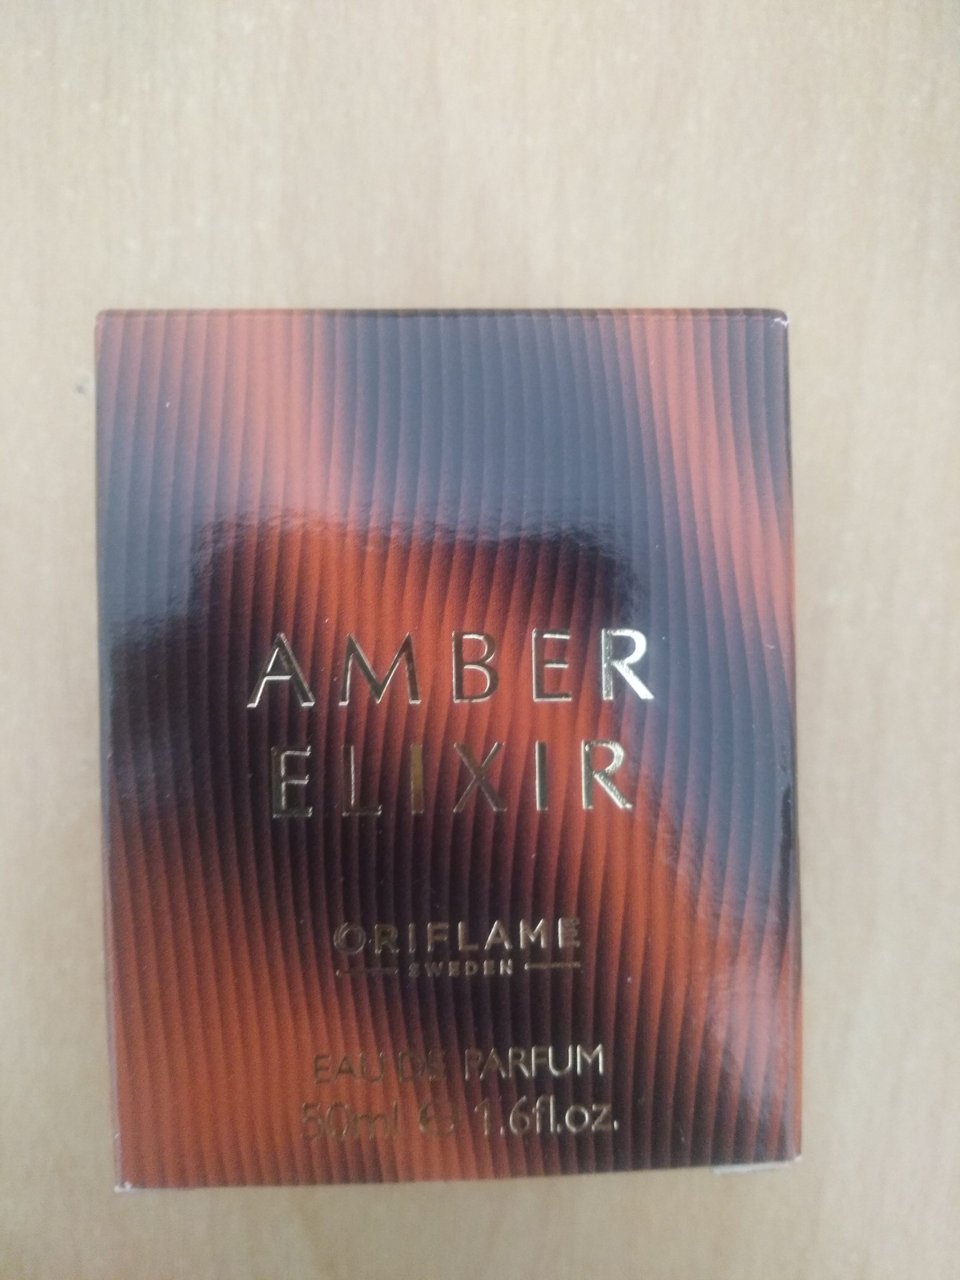 AMBER
ELIXIR
ORIFLAME
SWEDEN
EAU DE PARFUM
50ml ℮ 1.6fl.oz.